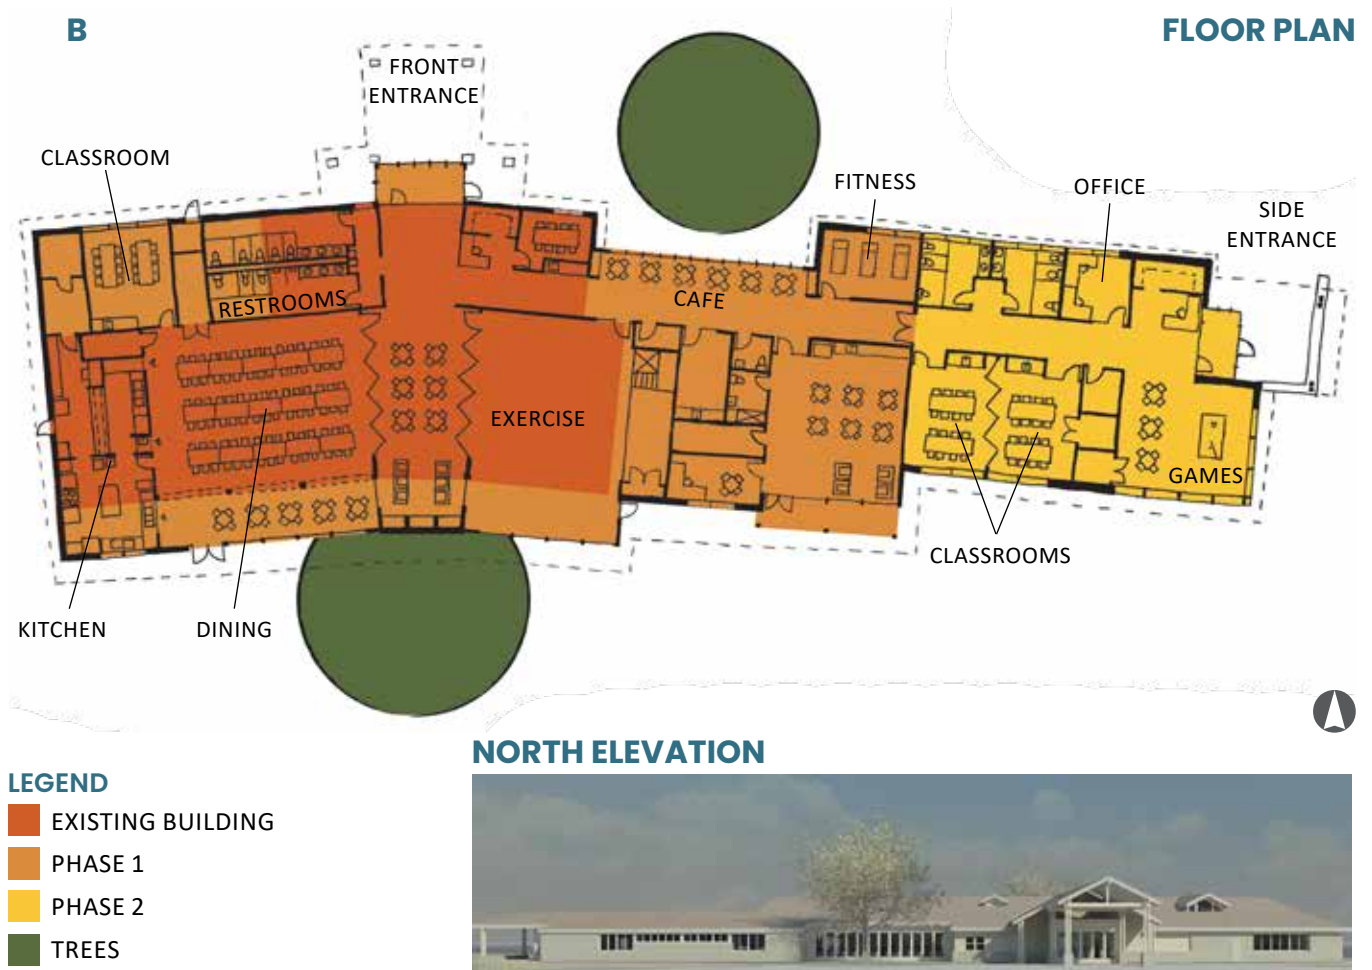 B
FLOOR PLAN
FRONT
ENTRANCE
CLASSROOM
FITNESS
OFFICE
SIDE
ENTRANCE
RESTROOMS
CAFE
EXERCISE
GAMES
CLASSROOMS
KITCHEN
DINING
NORTH ELEVATION
LEGEND
EXISTING BUILDING
PHASE 1
PHASE 2
TREES